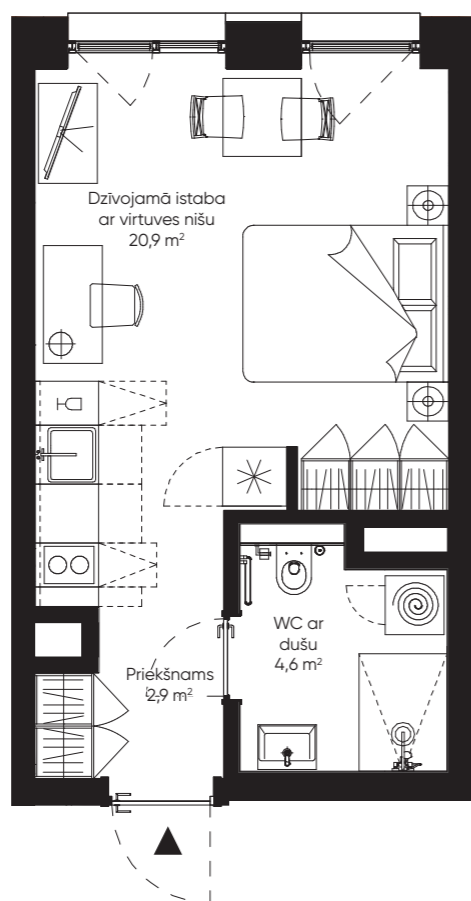 Dzīvojamā istaba
ar virtuves nišu
20,9 m²
WC ar
dušu
4,6 m²
Priekšnams
2,9 m²